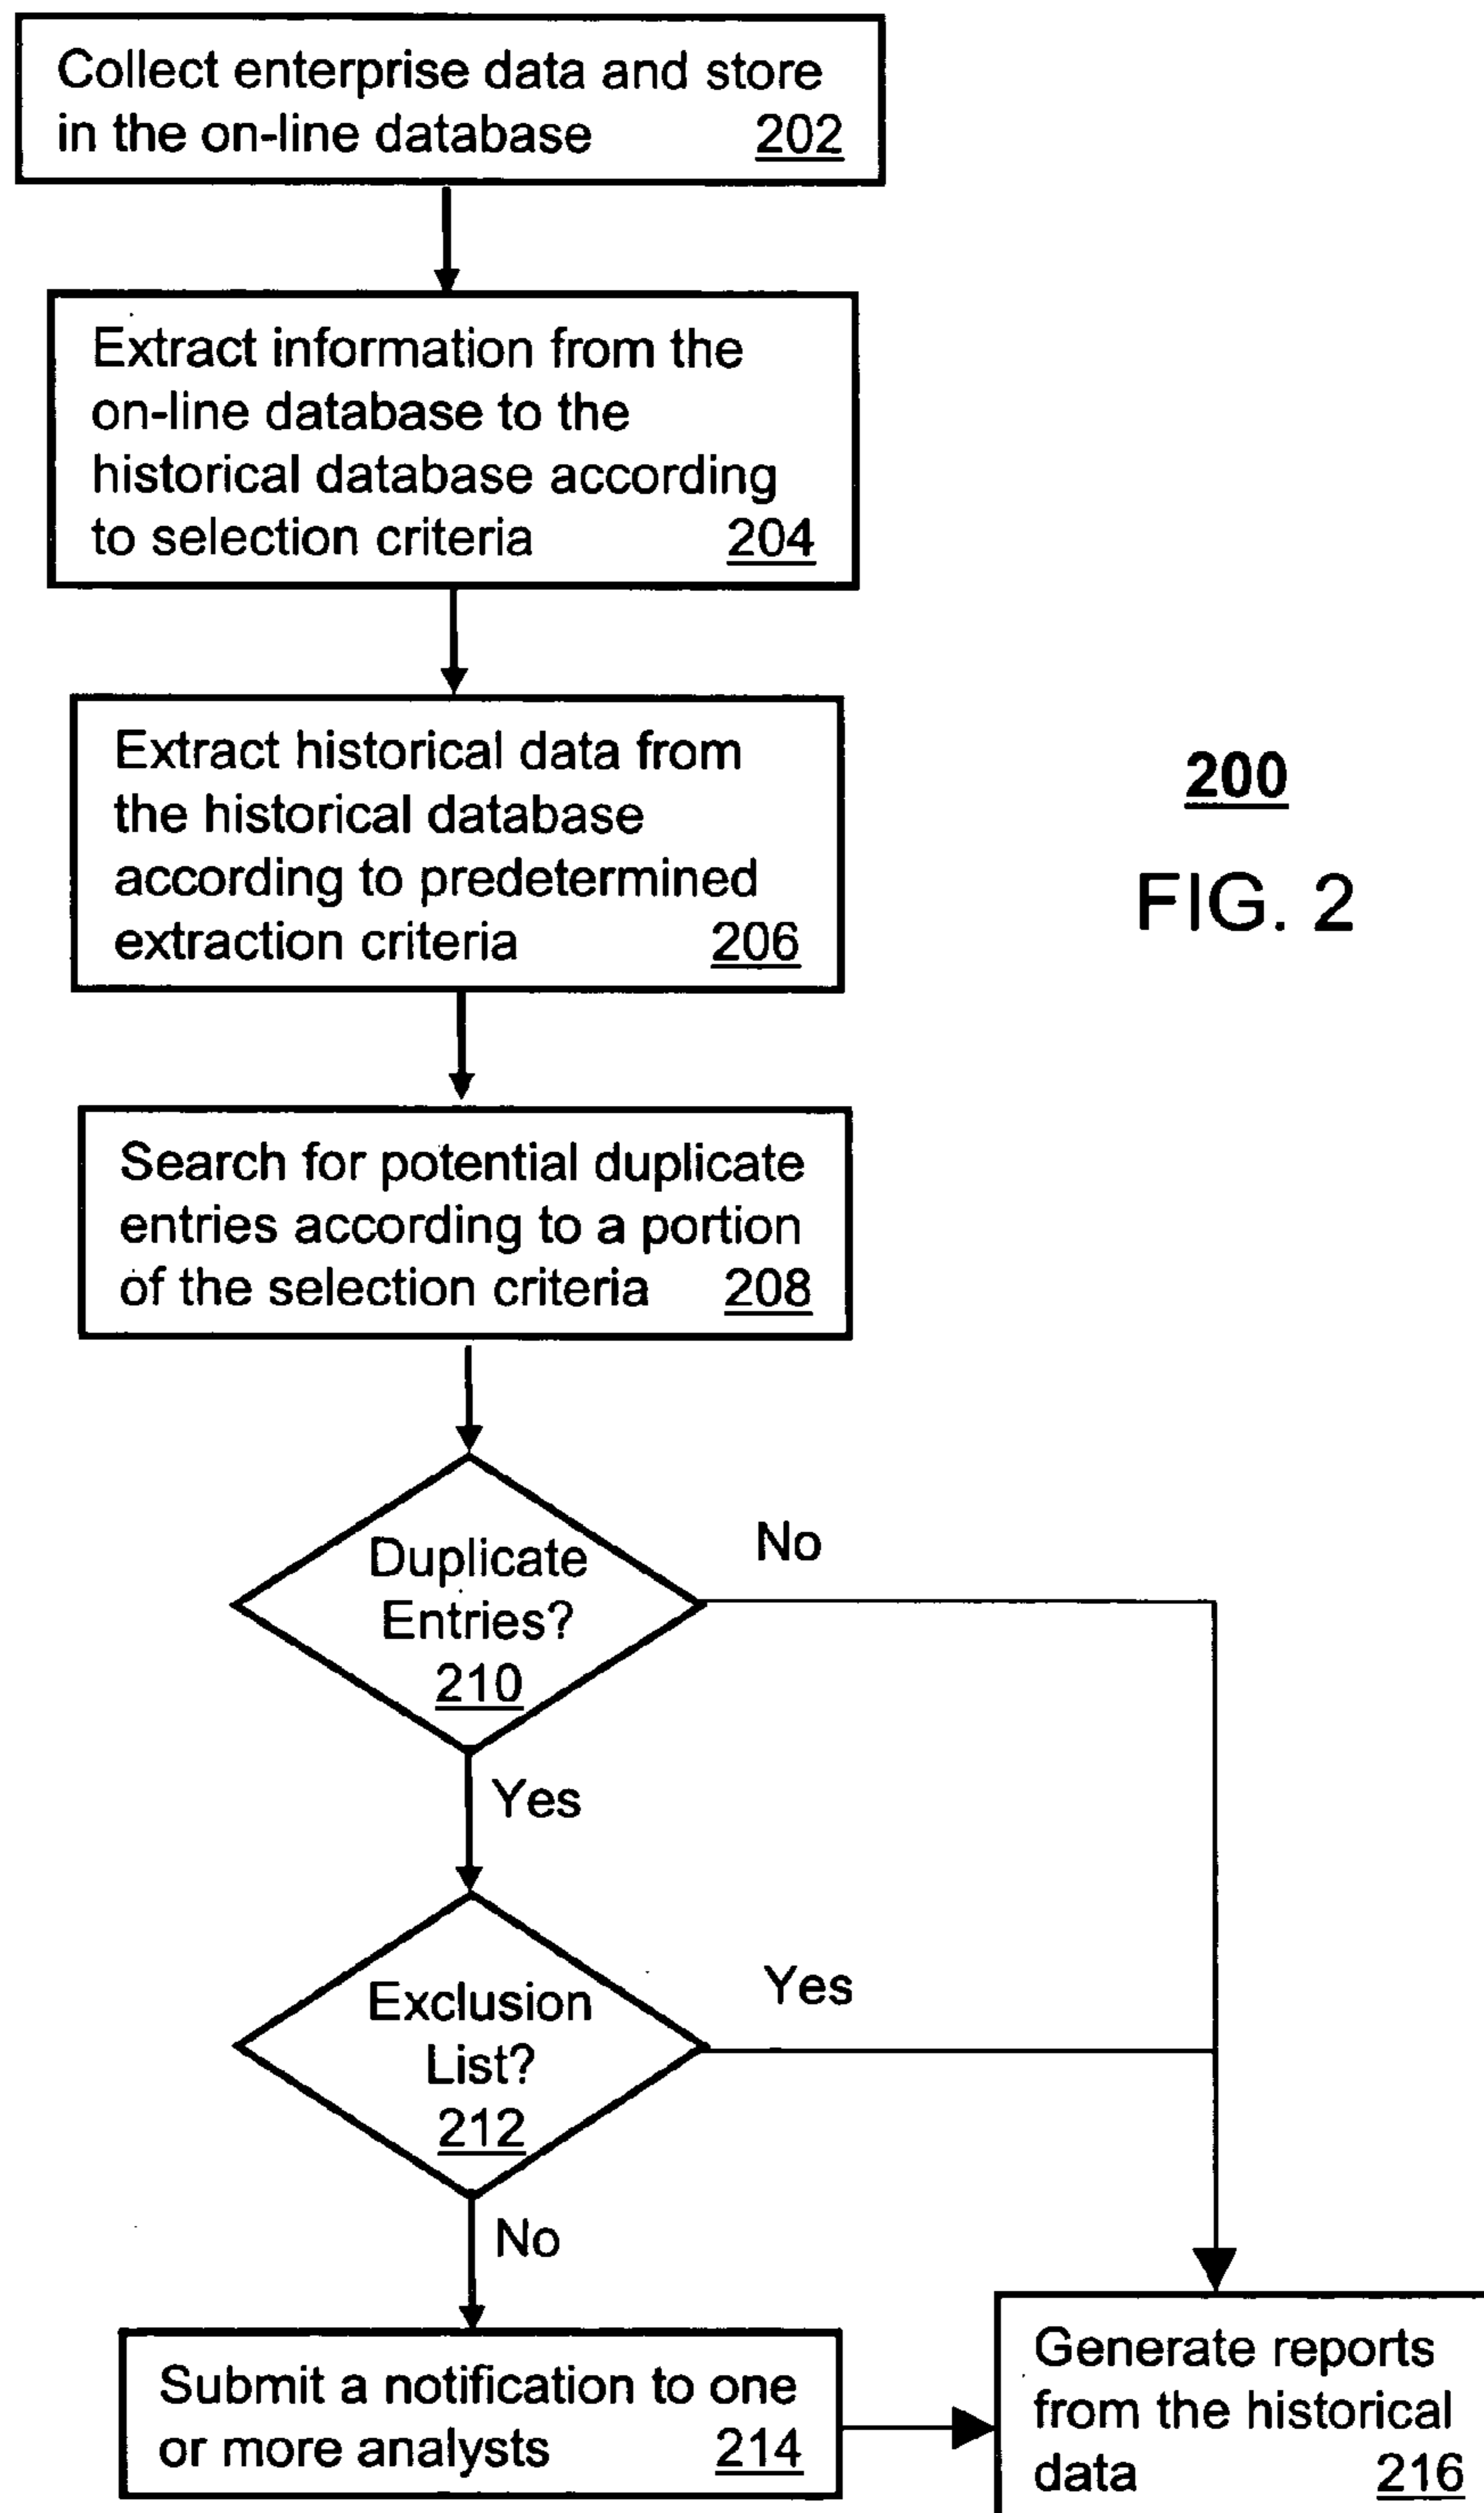 Collect enterprise data and store
in the on-line database 202
Extract information from the
on-line database to the
historical database according
to selection criteria 204
Extract historical data from
the historical database
according to predetermined
extraction criteria 206
200
FIG. 2
Search for potential duplicate
entries according to a portion
of the selection criteria 208
Duplicate
Entries?
210
No
Yes
Exclusion
List?
212
Yes
No
Submit a notification to one
or more analysts 214
Generate reports
from the historical
data 216